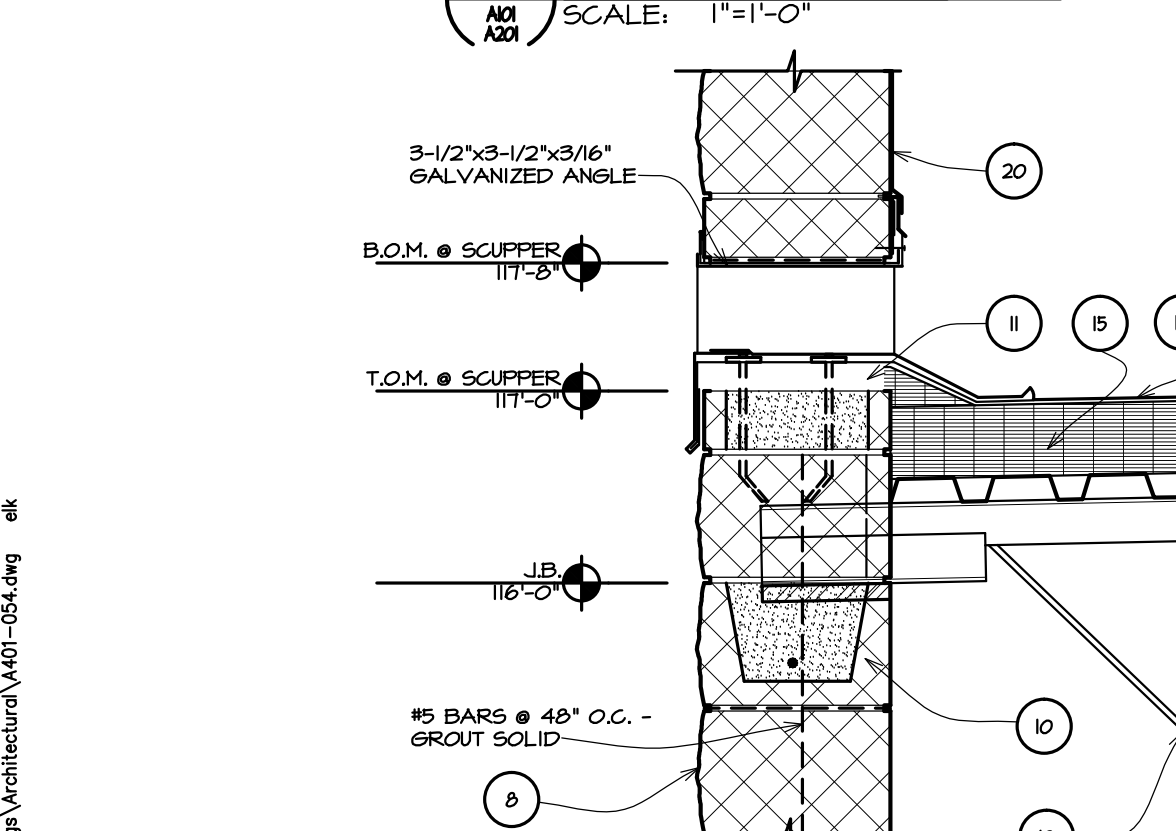 A101
A201
SCALE: 1"=1'-0"
3-1/2"x3-1/2"x3/16"
GALVANIZED ANGLE
20
B.O.M. @ SCUPPER
117'-8"
11
15
T.O.M. @ SCUPPER
117'-0"
J.B.
116'-0"
#5 BARS @ 48" O.C. -
GROUT SOLID
10
8
gs\Architectural\A401-054.dwg elk